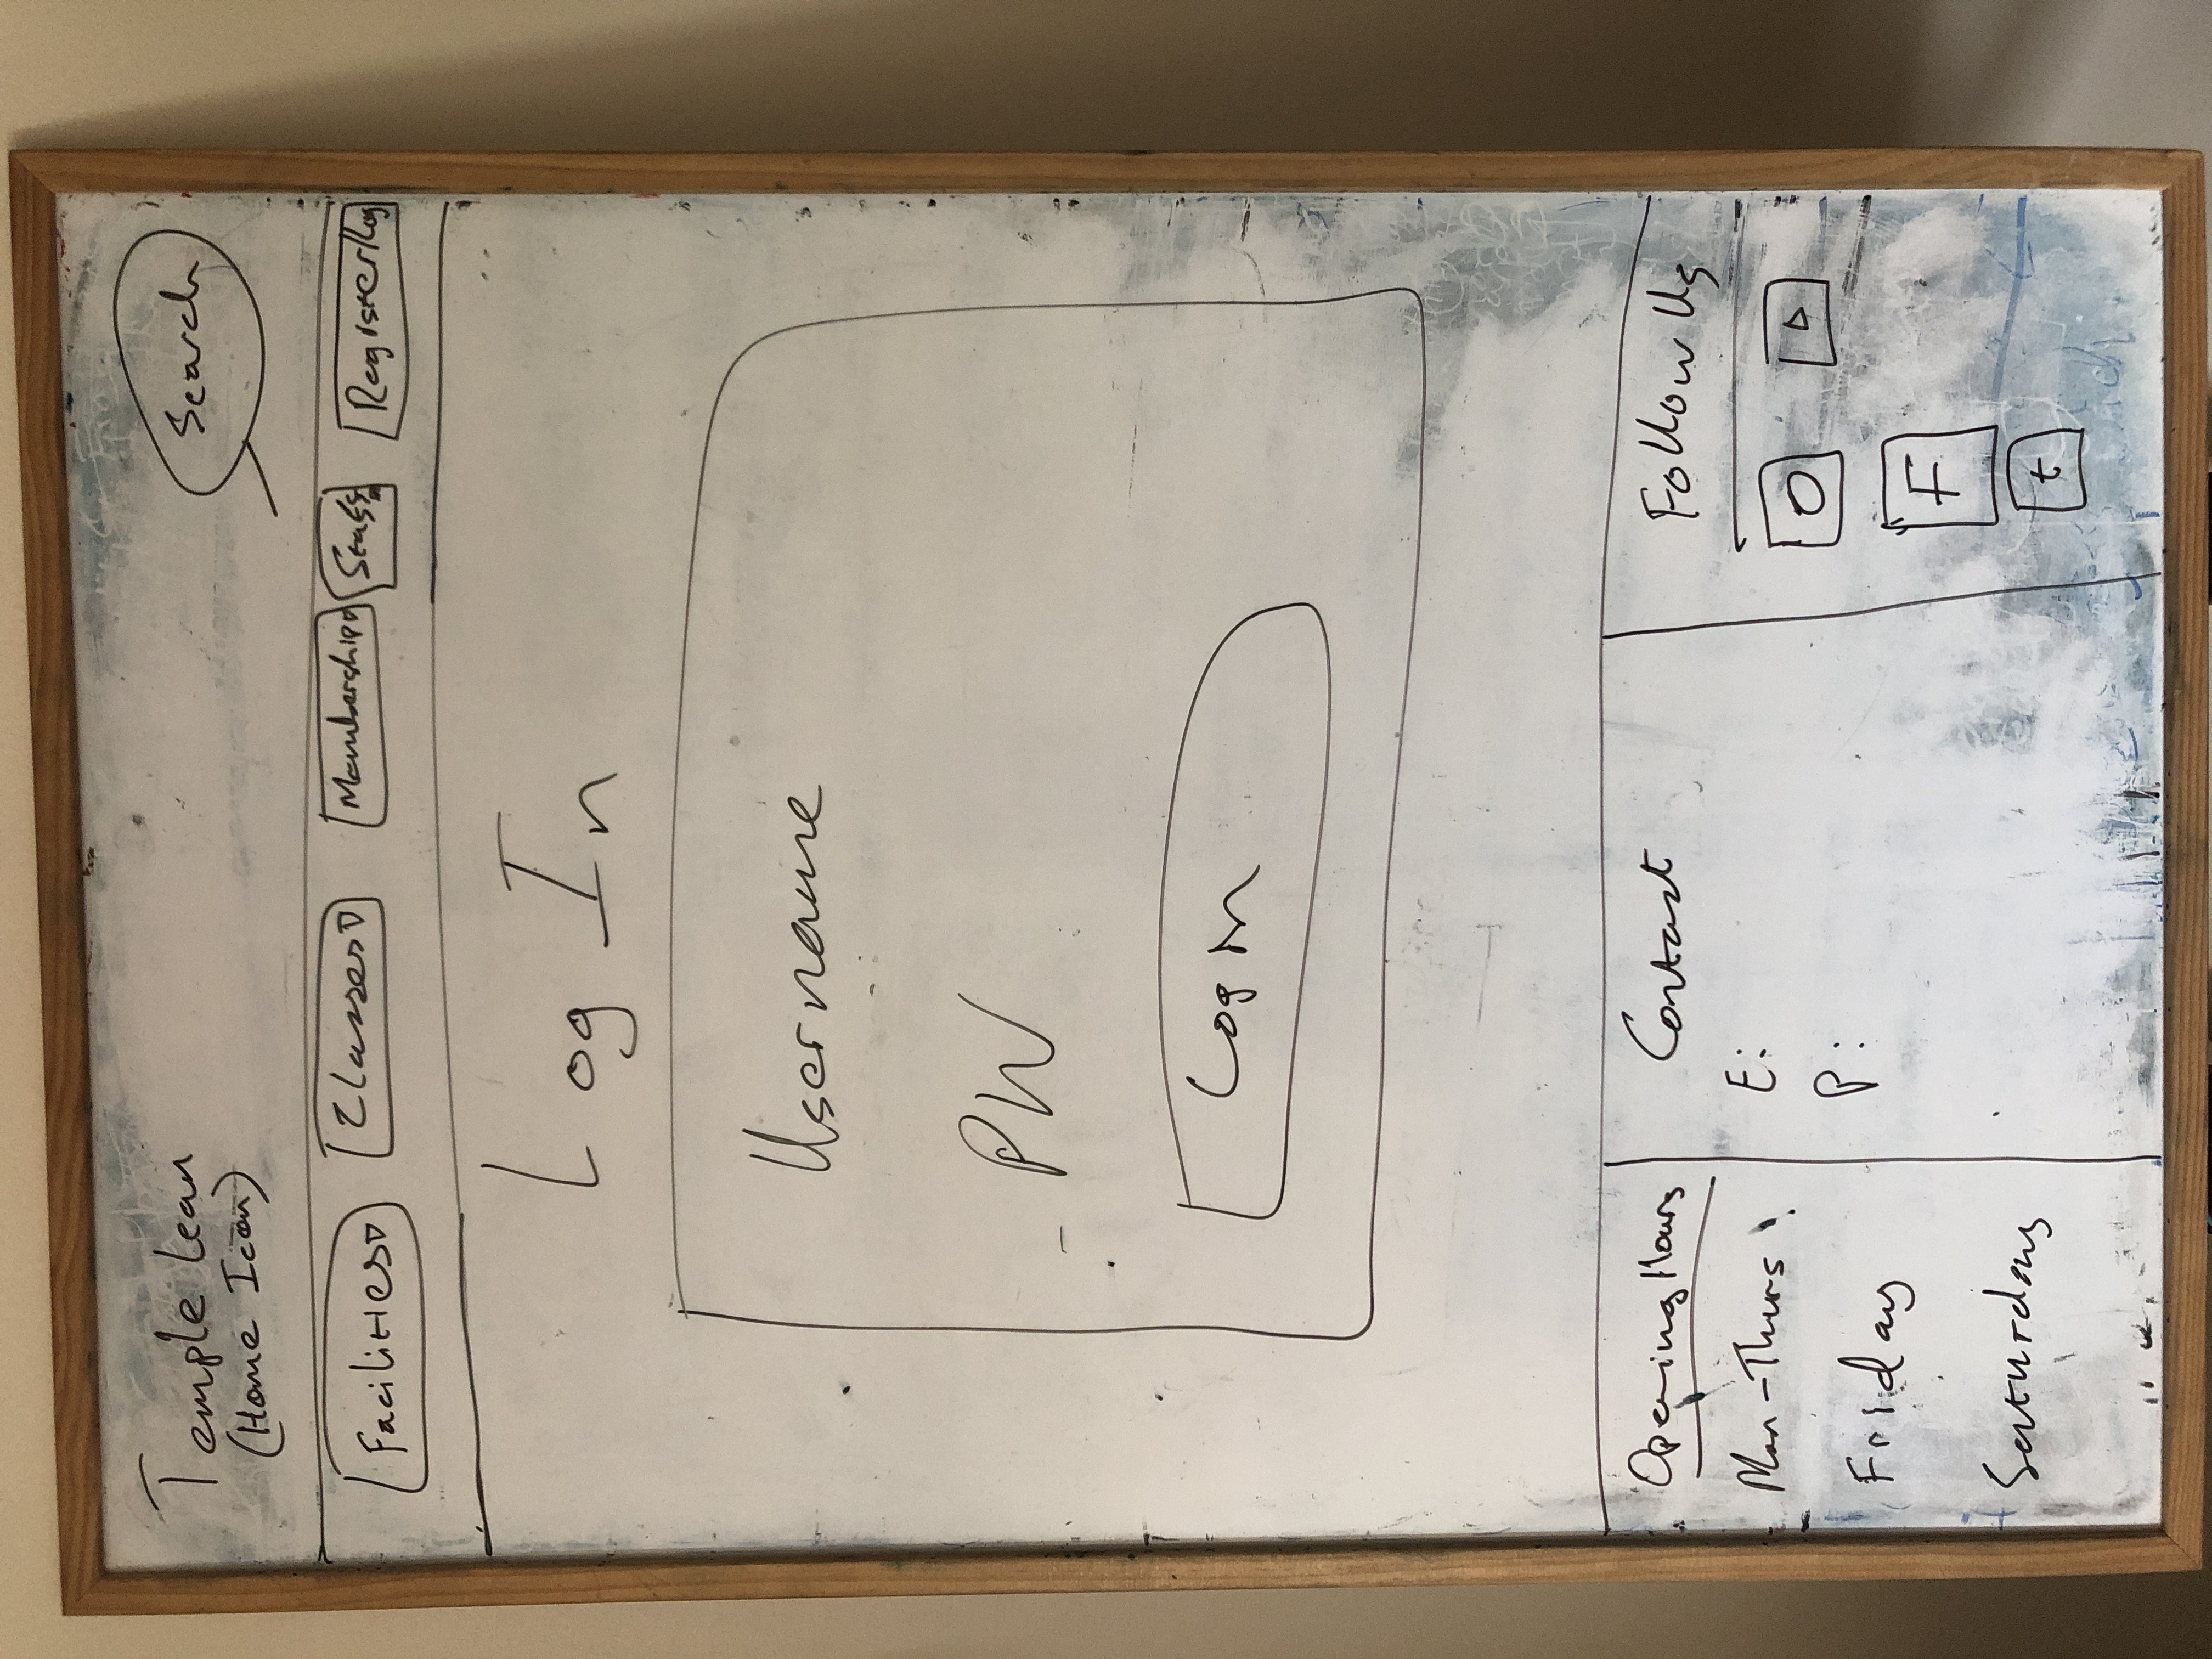 Temple lean
(Home Icon)
Search
Facilities
Classes
Membership
Staff
Register/Log
Log In
Username
PW
Log in
Opening Hours
Mon-Thurs :
Friday
Saturday
Contact
E:
P:
Follow Us
F
t